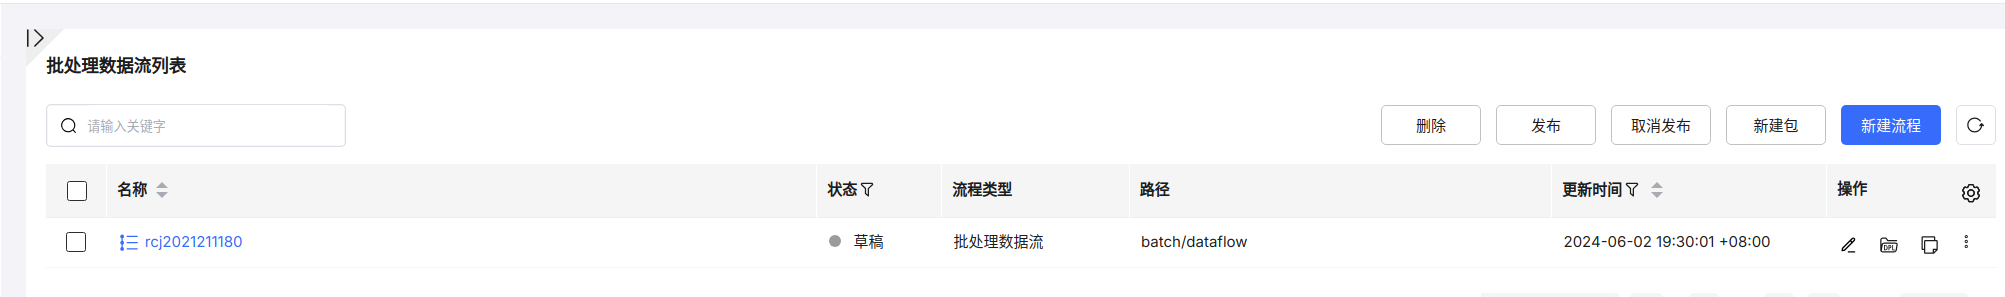 批处理数据流列表
请输入关键字
删除 发布 取消发布 新建包 新建流程
名称 状态 流程类型 路径 更新时间 操作
rcj2021211180 草稿 批处理数据流 batch/dataflow 2024-06-02 19:30:01 +08:00 DPL